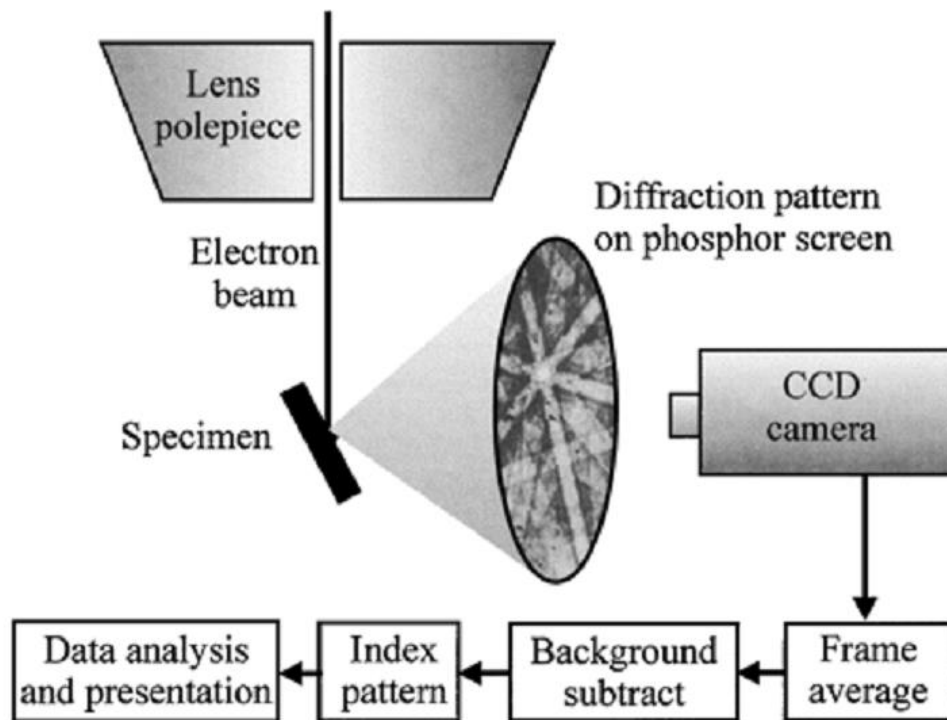 Lens
polepiece
Electron
beam
Specimen
Diffraction pattern
on phosphor screen
CCD
camera
Frame
average
Background
subtract
Index
pattern
Data analysis
and presentation